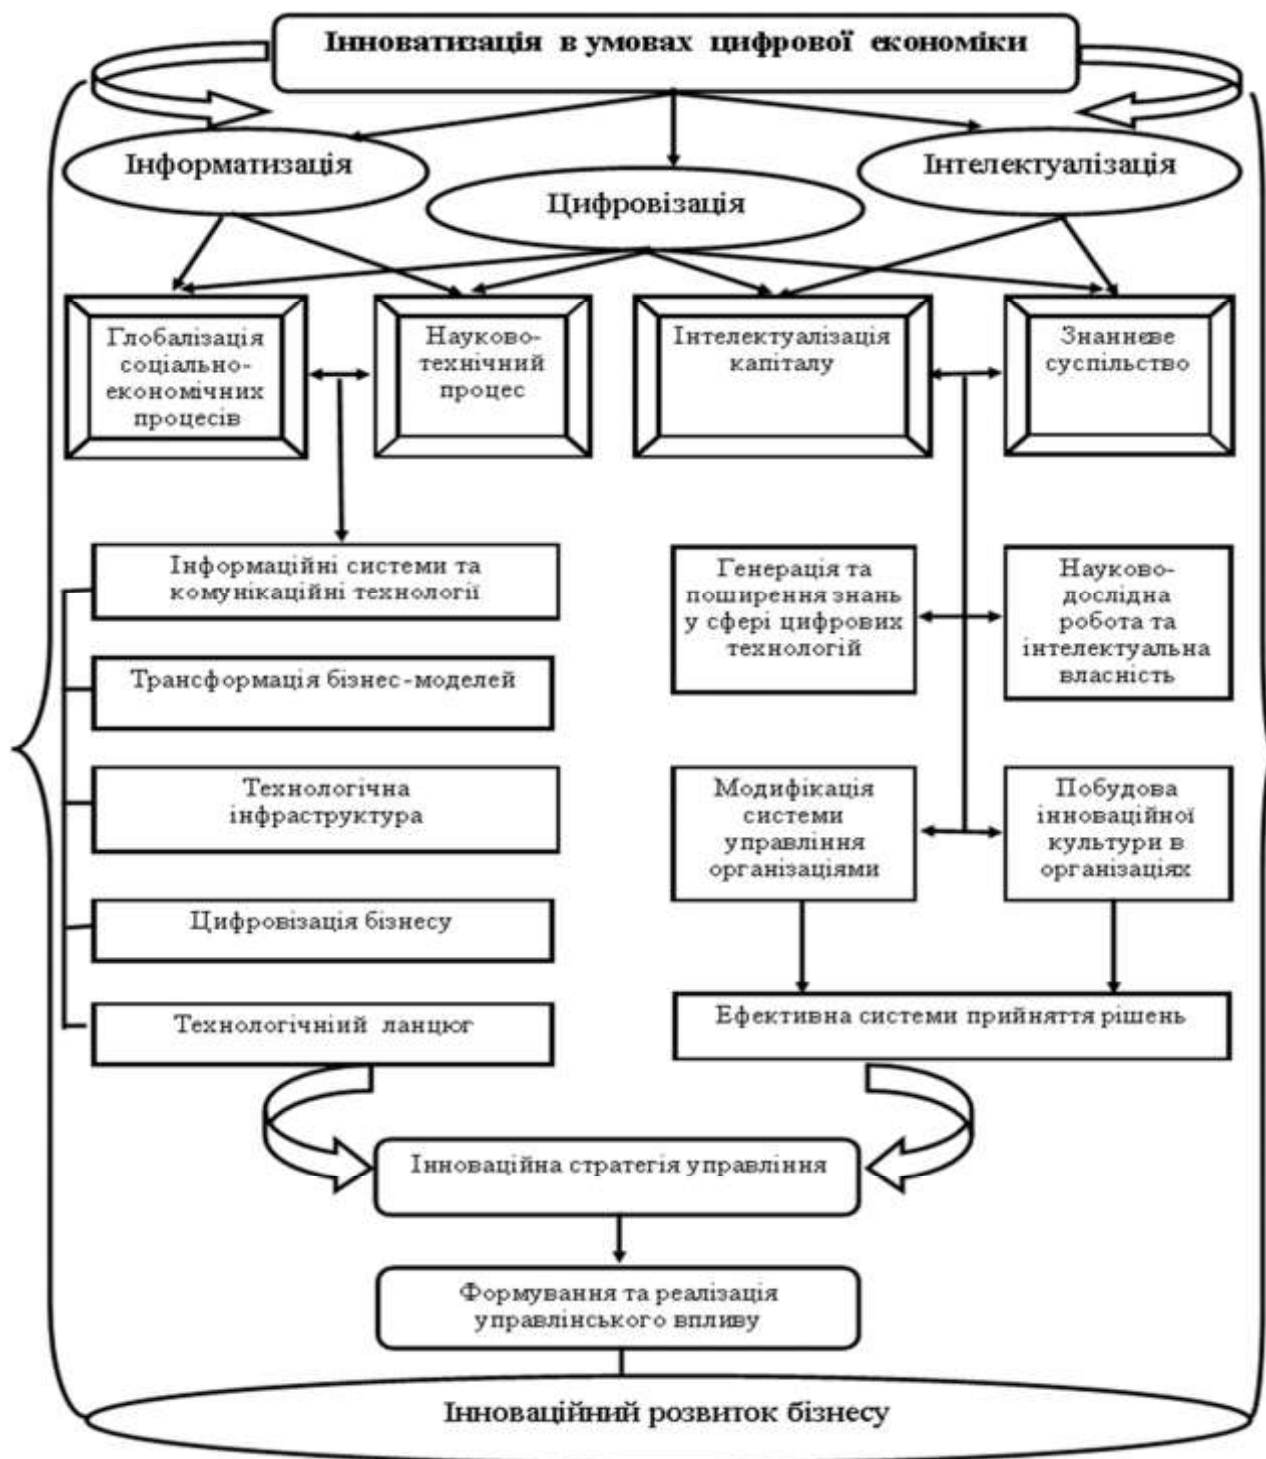 Інноватизація в умовах цифрової економіки
Інформатизація
Цифровізація
Інтелектуалізація
Глобалізація
соціально-
економічних
процесів
Науково-
технічний
процес
Інтелектуалізація
капіталу
Знаннєве
суспільство
Інформаційні системи та
комунікаційні технології
Трансформація бізнес-моделей
Технологічна
інфраструктура
Цифровізація бізнесу
Технологічніий ланцюг
Генерація та
поширення знань
у сфері цифрових
технологій
Науково-
дослідна
робота та
інтелектуальна
власність
Модифікація
системи
управління
організаціями
Побудова
інноваційної
культури в
організаціях
Ефективна системи прийняття рішень
Інноваційна стратегія управління
Формування та реалізація
управлінського впливу
Інноваційний розвиток бізнесу